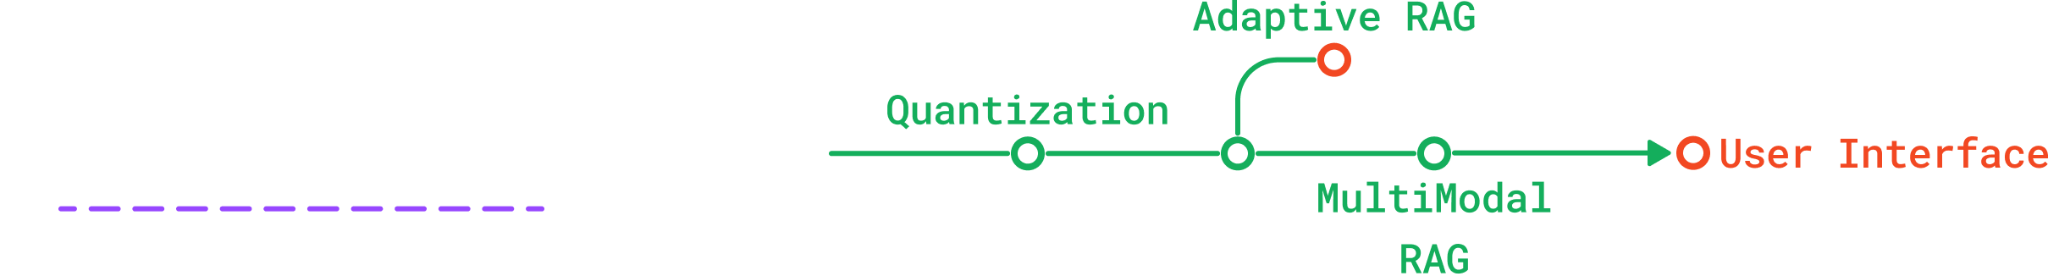 Adaptive RAG
Quantization
User Interface
MultiModal
RAG